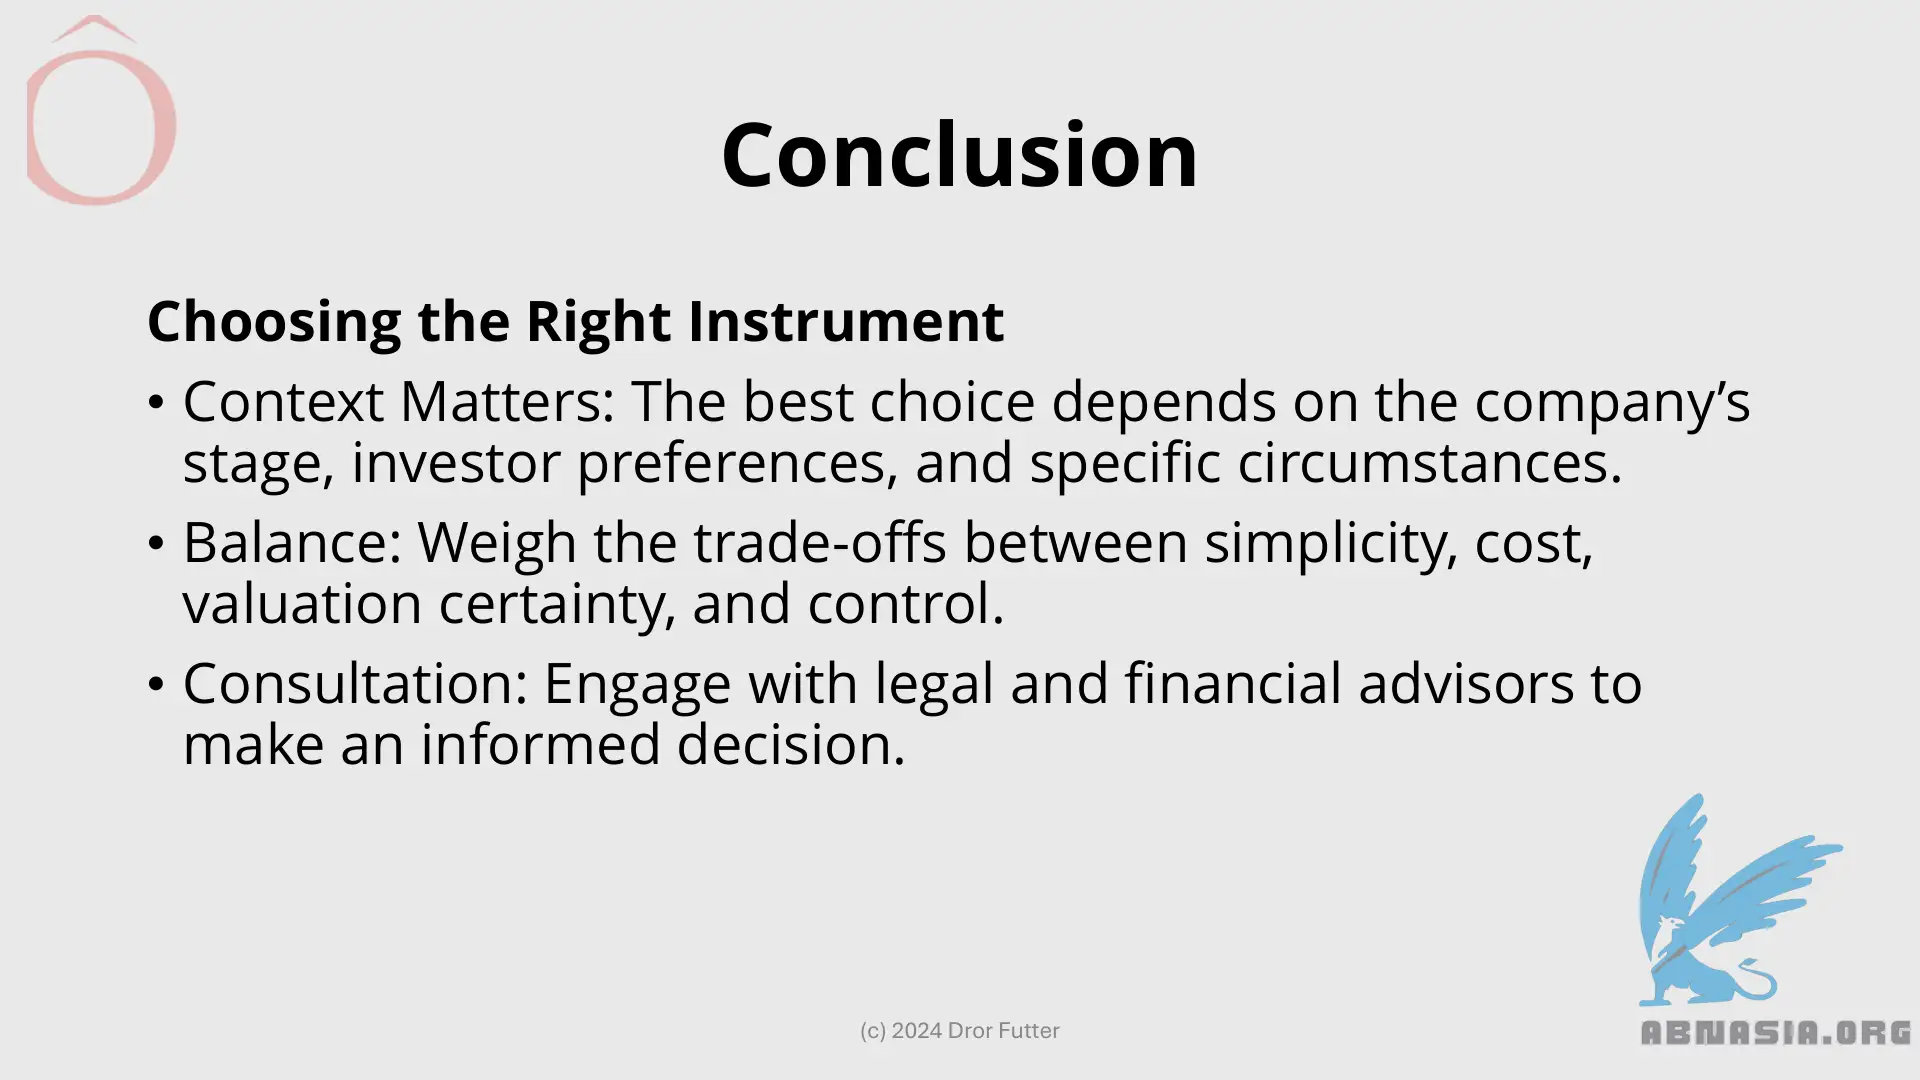 Ô
Conclusion
Choosing the Right Instrument
• Context Matters: The best choice depends on the company’s
stage, investor preferences, and specific circumstances.
• Balance: Weigh the trade-offs between simplicity, cost,
valuation certainty, and control.
• Consultation: Engage with legal and financial advisors to
make an informed decision.
(c) 2024 Dror Futter
ABNASIA.ORG